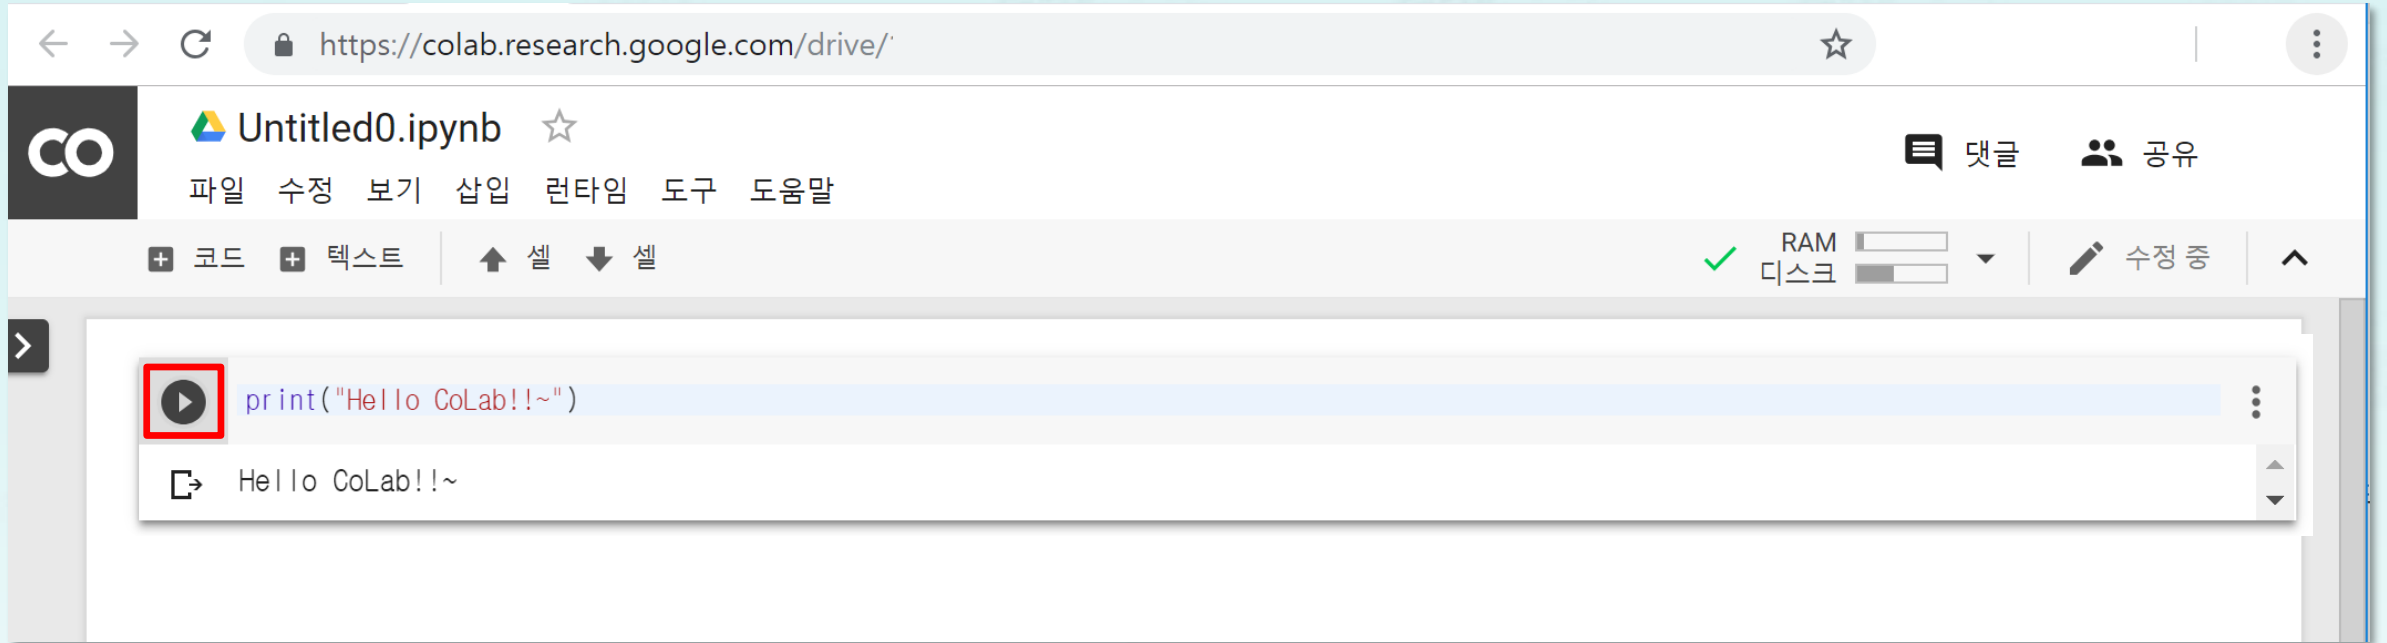 https://colab.research.google.com/drive/
CO
Untitled0.ipynb
댓글 공유
파일 수정 보기 삽입 런타임 도구 도움말
코드 텍스트 셀 셀
RAM
디스크
수정 중
print("Hello CoLab!!~")
Hello CoLab!!~